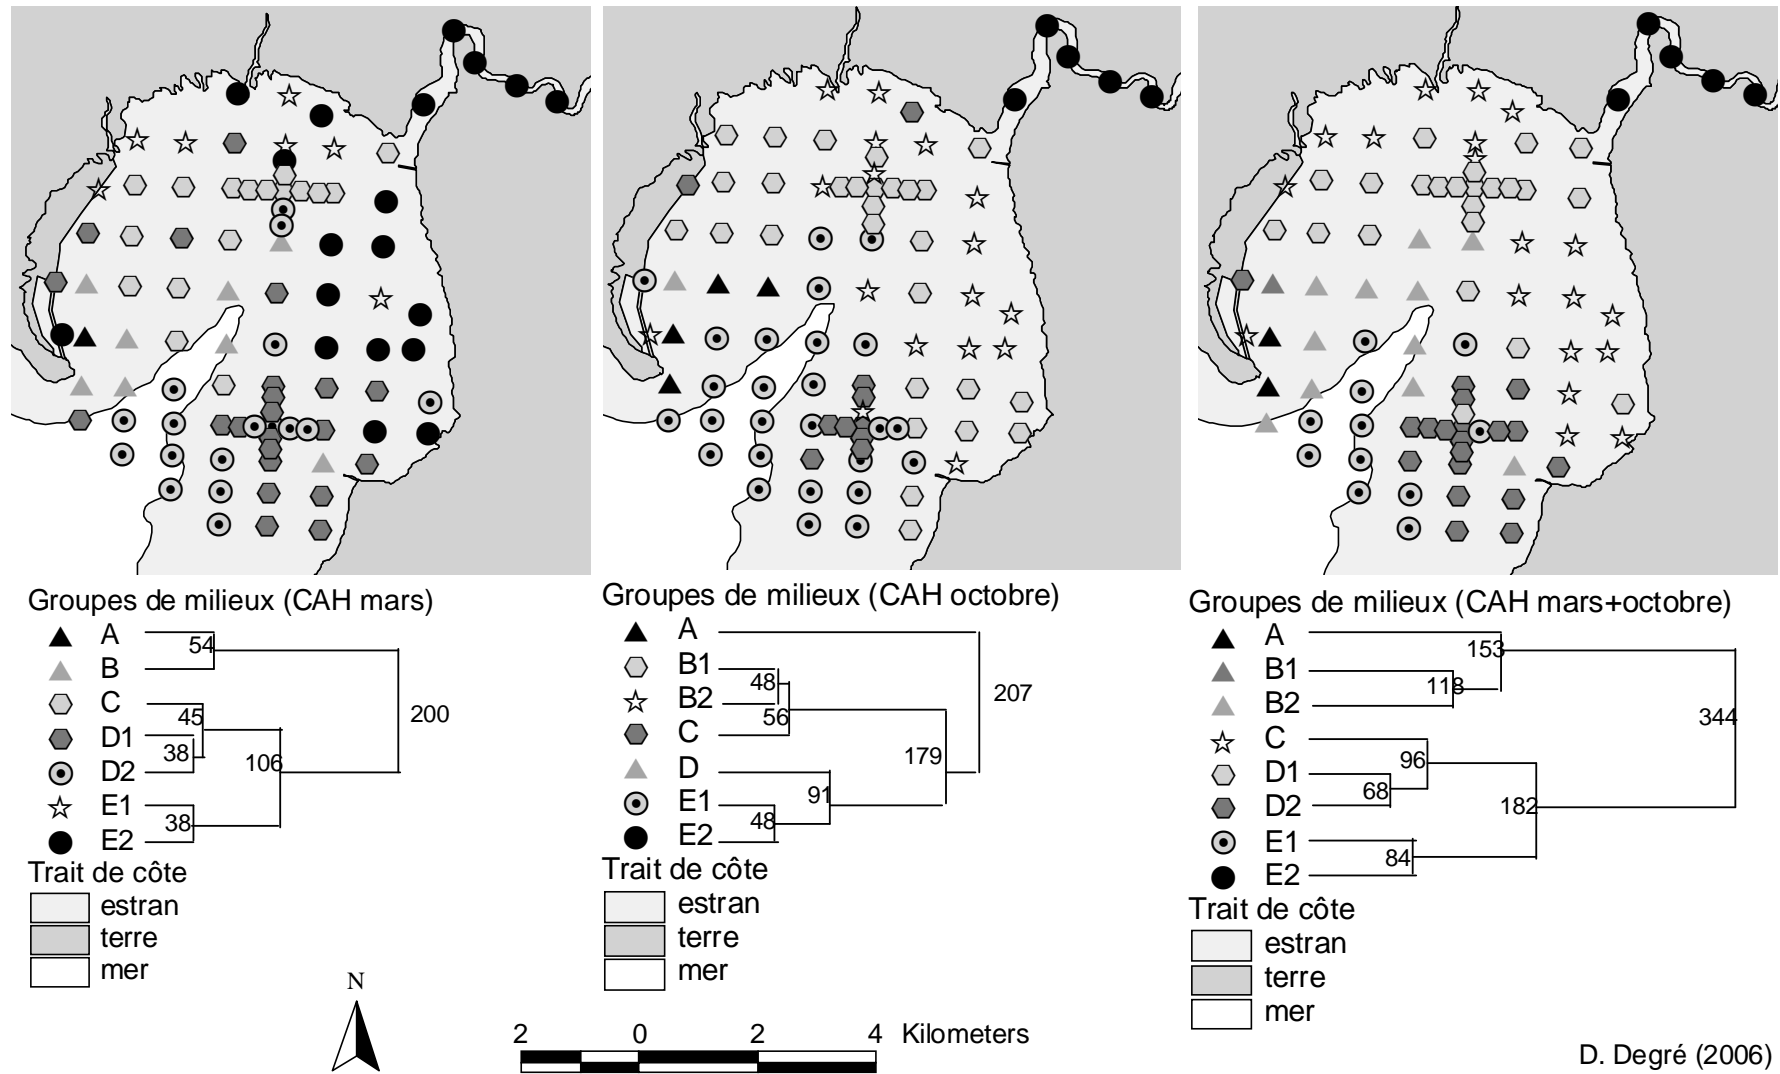 Groupes de milieux (CAH mars)
A
B
C
D1
D2
E1
E2
54
45
38
106
38
200
Trait de côte
estran
terre
mer
Groupes de milieux (CAH octobre)
A
B1
B2
C
D
E1
E2
48
56
91
48
179
207
Trait de côte
estran
terre
mer
Groupes de milieux (CAH mars+octobre)
A
B1
B2
C
D1
D2
E1
E2
153
118
96
68
182
84
344
Trait de côte
estran
terre
mer
N
2 0 2 4 Kilometers
D. Degré (2006)